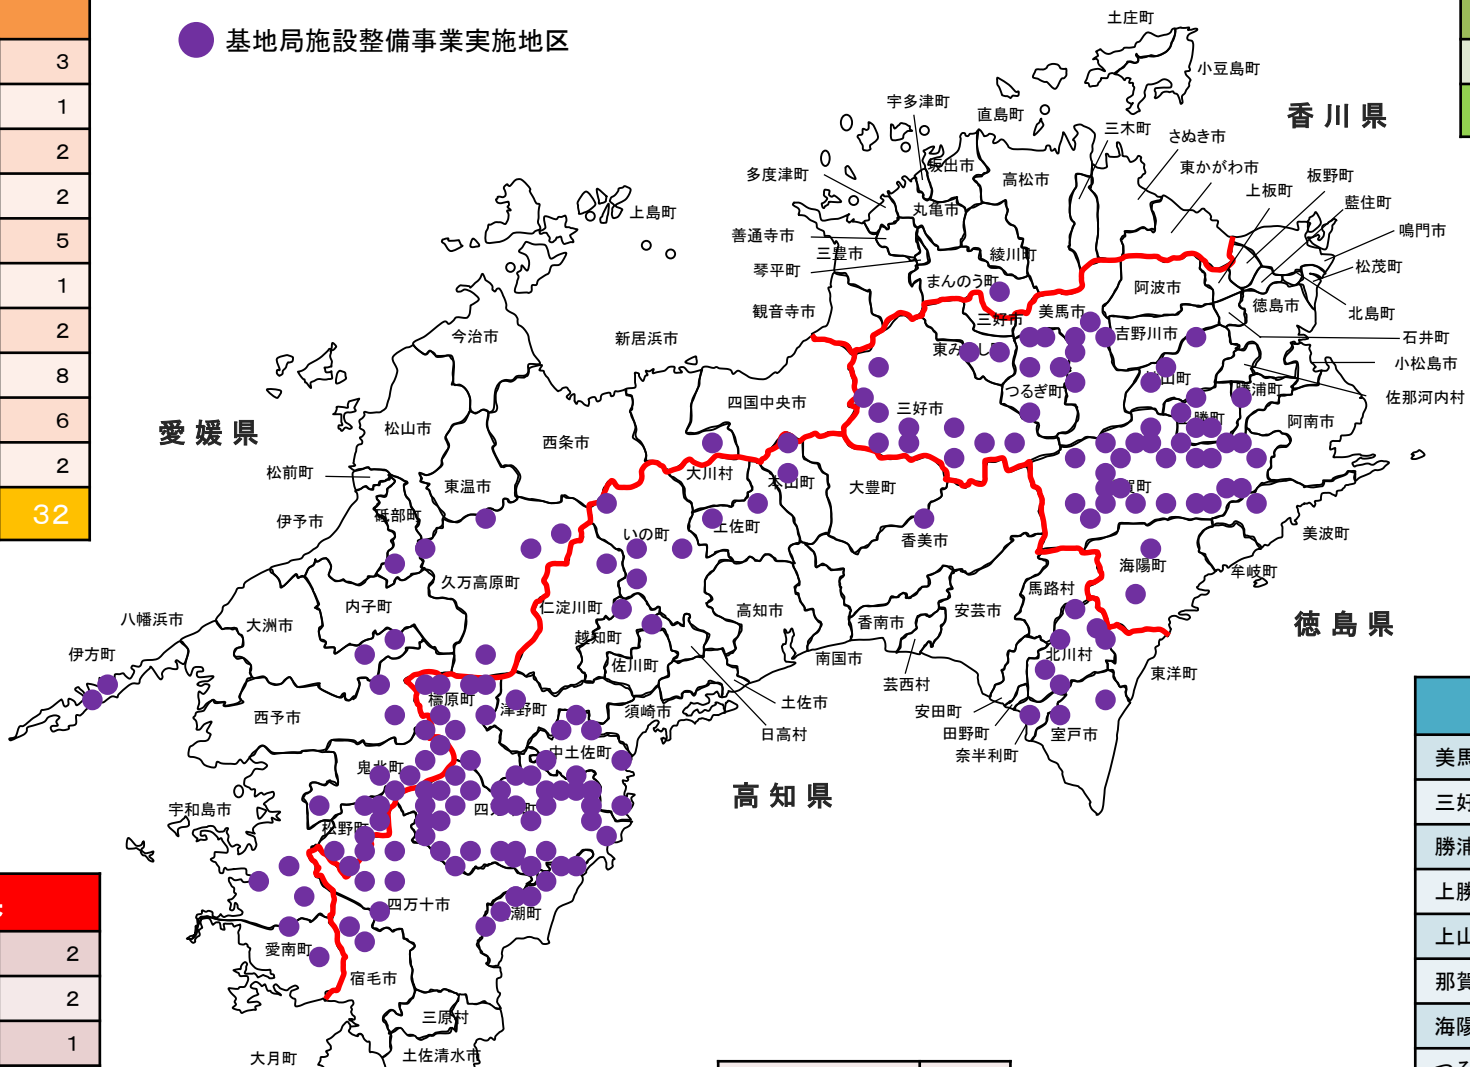 基地局施設整備事業実施地区
3
1
2
2
5
1
2
8
6
2
32
土庄町
小豆島町
香川県
宇多津町
直島町
三木町
さぬき市
東かがわ市
坂出市
高松市
多度津町
上板町
板野町
藍住町
鳴門市
丸亀市
上島町
善通寺市
三豊市
綾川町
松茂町
琴平町
まんのう町
阿波市
徳島市
北島町
観音寺市
三好市
美馬市
吉野川市
石井町
今治市
新居浜市
小松島市
つるぎ町
佐那河内村
四国中央市
三好市
勝浦町
阿南市
愛媛県
松山市
西条市
松前町
東温市
大川村
大豊町
伊予市
砥部町
土佐町
いの町
香美市
美波町
久万高原町
海陽町
牟岐町
内子町
仁淀川町
高知市
馬路村
安芸市
八幡浜市
大洲市
越知町
香南市
徳島県
伊方町
佐川町
南国市
北川村
東洋町
芸西村
西予市
梼原町
津野町
須崎市
土佐市
安田町
日高村
田野町
室戸市
奈半利町
中土佐町
鬼北町
高知県
宇和島市
松野町
四万十市
愛南町
宿毛市
三原村
大月町
土佐清水市
2
2
1
美馬
三好
勝浦
上勝
上山
那賀
海陽